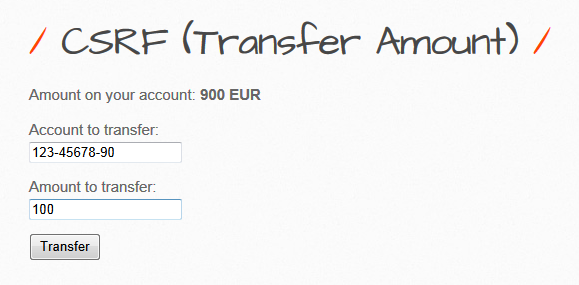 / CSRF (Transfer Amount) /
Amount on your account: 900 EUR
Account to transfer:
123-45678-90
Amount to transfer:
100
Transfer